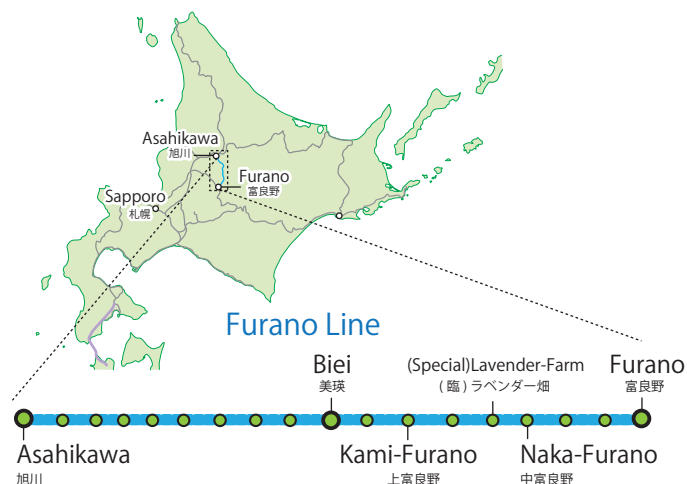 Asahikawa
旭川
Furano
富良野
Sapporo
札幌
Furano Line
Biei
美瑛
(Special)Lavender-Farm
(臨)ラベンダー畑
Furano
富良野
Asahikawa
旭川
Kami-Furano
上富良野
Naka-Furano
中富良野